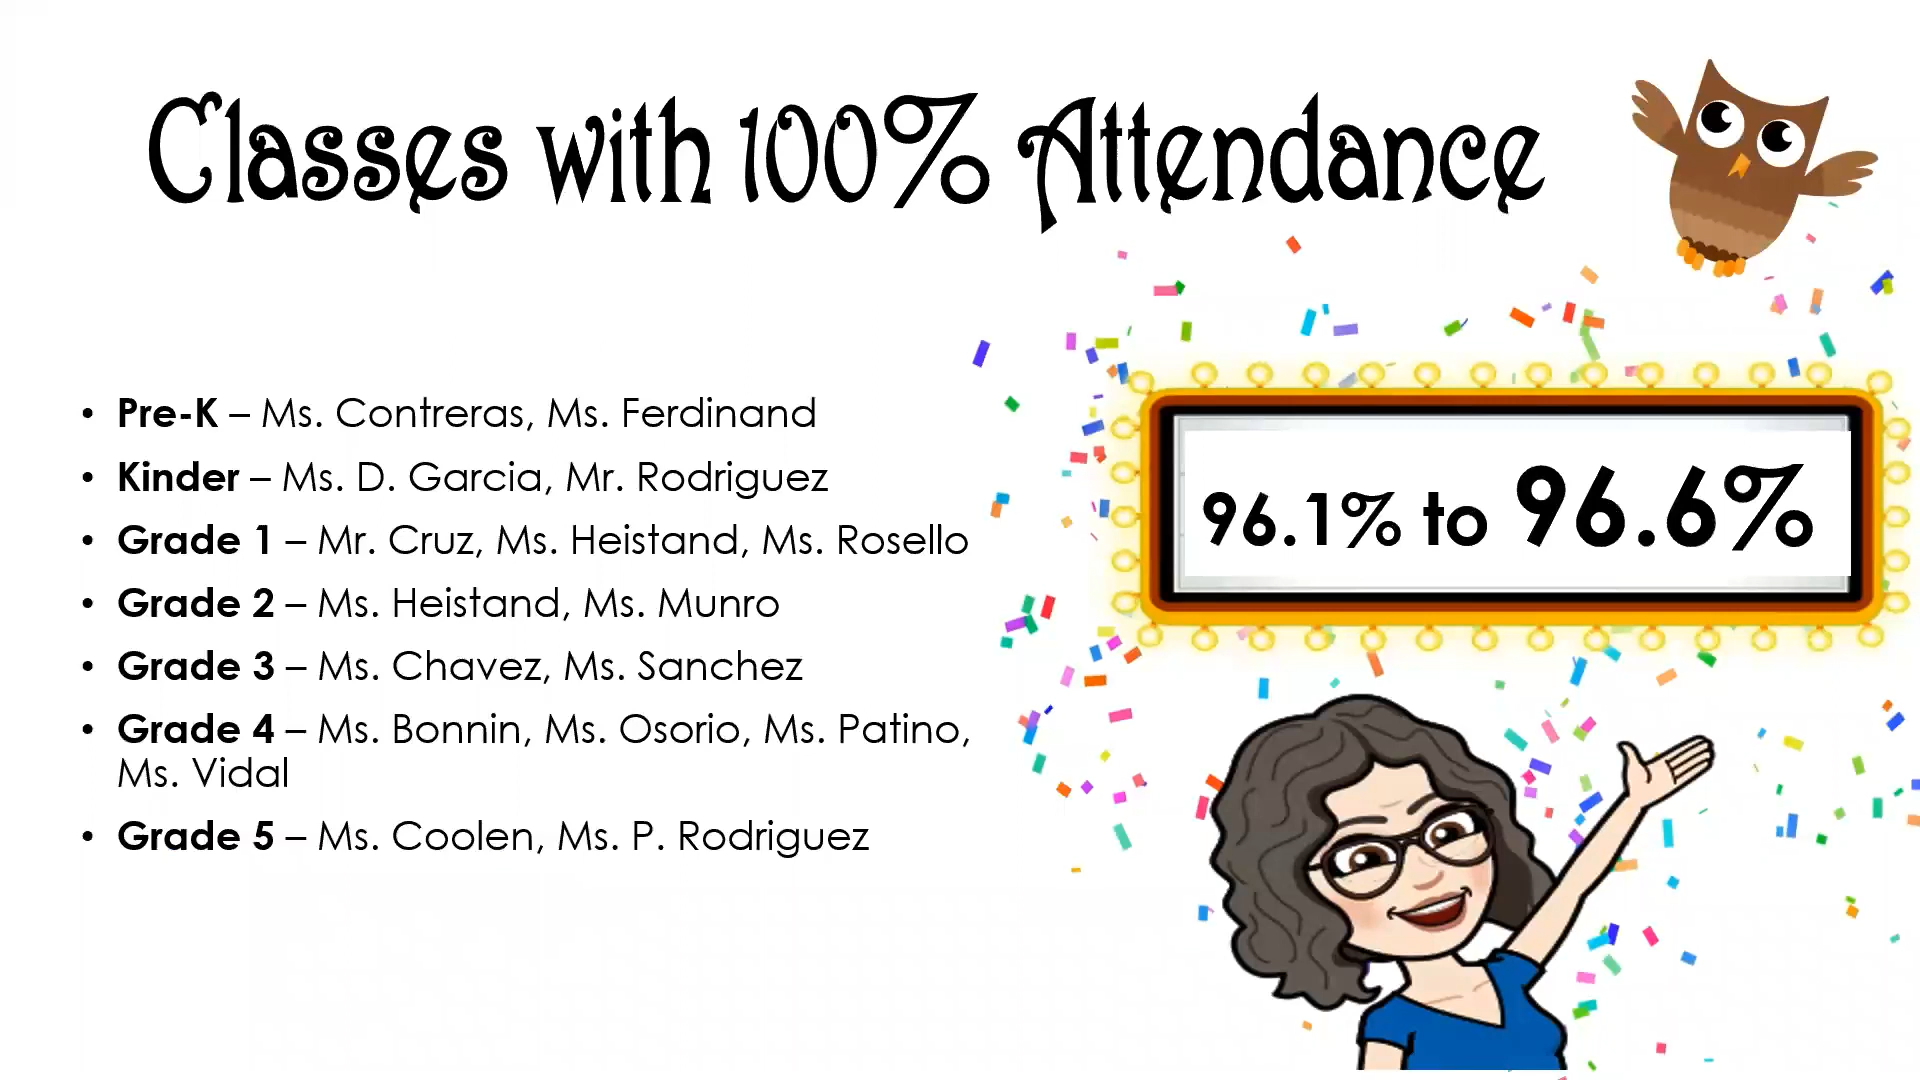 Classes with 100% Attendance
• Pre-K – Ms. Contreras, Ms. Ferdinand
• Kinder – Ms. D. Garcia, Mr. Rodriguez
• Grade 1 – Mr. Cruz, Ms. Heistand, Ms. Rosello
• Grade 2 – Ms. Heistand, Ms. Munro
• Grade 3 – Ms. Chavez, Ms. Sanchez
• Grade 4 – Ms. Bonnin, Ms. Osorio, Ms. Patino,
Ms. Vidal
• Grade 5 – Ms. Coolen, Ms. P. Rodriguez
96.1% to 96.6%